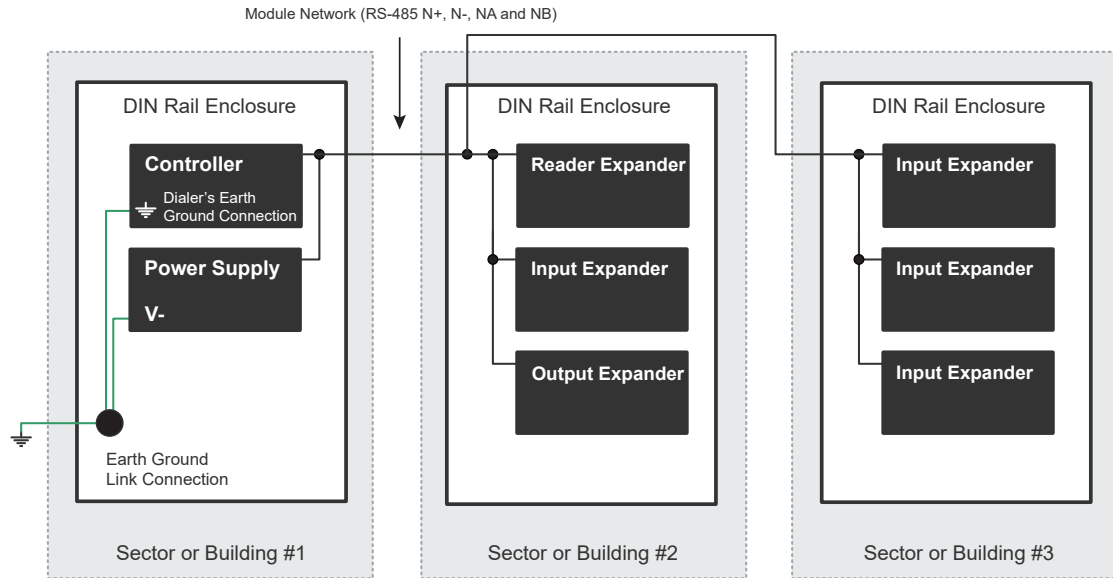 Module Network (RS-485 N+, N-, NA and NB)
DIN Rail Enclosure
Controller
Dialer’s Earth
Ground Connection
Power Supply
V-
Earth Ground
Link Connection
Sector or Building #1
DIN Rail Enclosure
Reader Expander
Input Expander
Output Expander
Sector or Building #2
DIN Rail Enclosure
Input Expander
Input Expander
Input Expander
Sector or Building #3